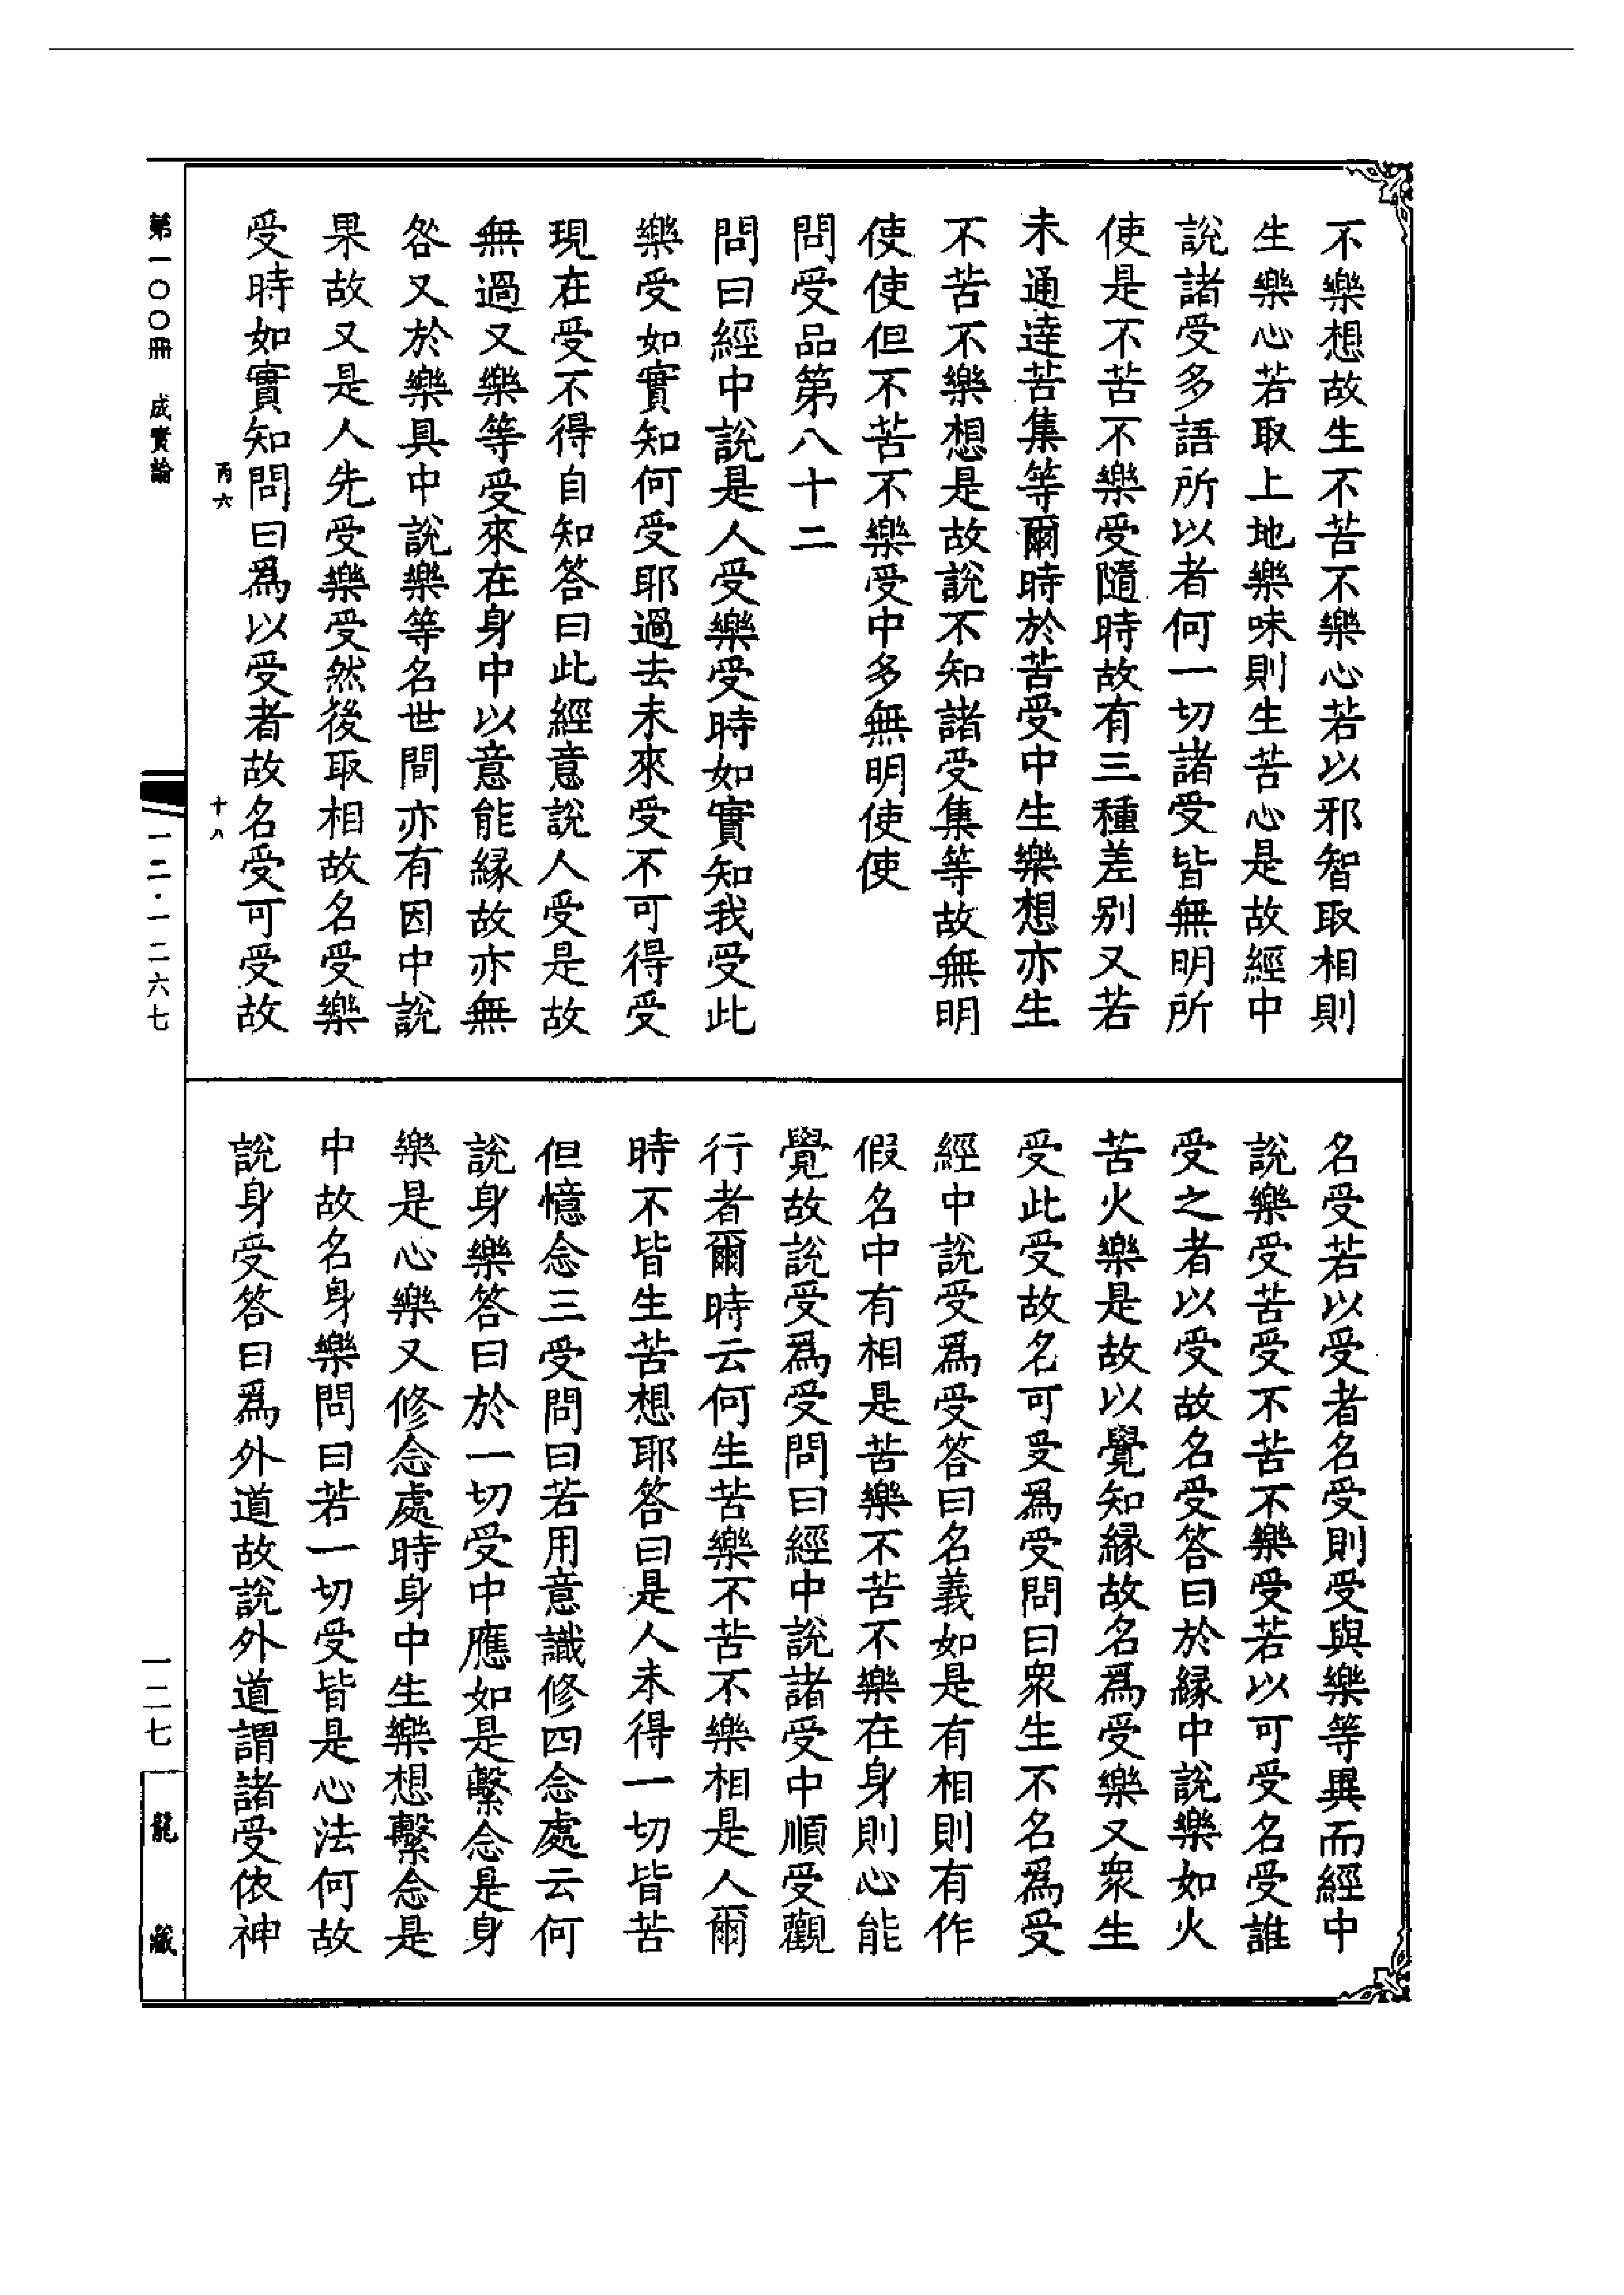 不樂想故生不苦不樂心若以邪智取相則
生樂心若取上地樂味則生苦心是故經中
說諸受多語所以者何一切諸受皆無明所
使是不苦不樂受隨時故有三種差别又若
未通達苦集等爾時於苦受中生樂想亦生
不苦不樂想是故說不知諸受集等故無明
使使但不苦不樂受中多無明使使
問受品第八十二
問曰經中說是人受樂受時如實知我受此
樂受如實知何受耶過去未來受不可得受
現在受不得自知答曰此經意說人受是故
無過又樂等受來在身中以意能緣故亦無
咎又於樂具中說樂等名世間亦有因中說
果故又是人先受樂受然後取相故名受樂
受時如實知問曰爲以受者故名受可受故
丙六
十八
名受若以受者名受則受與樂等異而經中
說樂受苦受不苦不樂受若以可受名受誰
受之者以受故名受答曰於緣中說樂如火
苦火樂是故以覺知緣故名爲受樂又衆生
受此受故名可受爲受問曰衆生不名爲受
經中說受爲受答曰名義如是有相則有作
假名中有相是苦樂不苦不樂在身則心能
覺故說受爲受問曰經中說諸受中順受觀
行者爾時云何生苦樂不苦不樂相是人爾
時不皆生苦想耶答曰是人未得一切皆苦
但憶念三受問曰若用意識修四念處云何
說身樂答曰於一切受中應如是繫念是身
樂是心樂又修念處時身中生樂想繫念是
中故名身樂問曰若一切受皆是心法何故
說身受答曰爲外道故說外道謂諸受依神
第一〇〇冊 成實論
一二·一二六七
一二七
龍藏